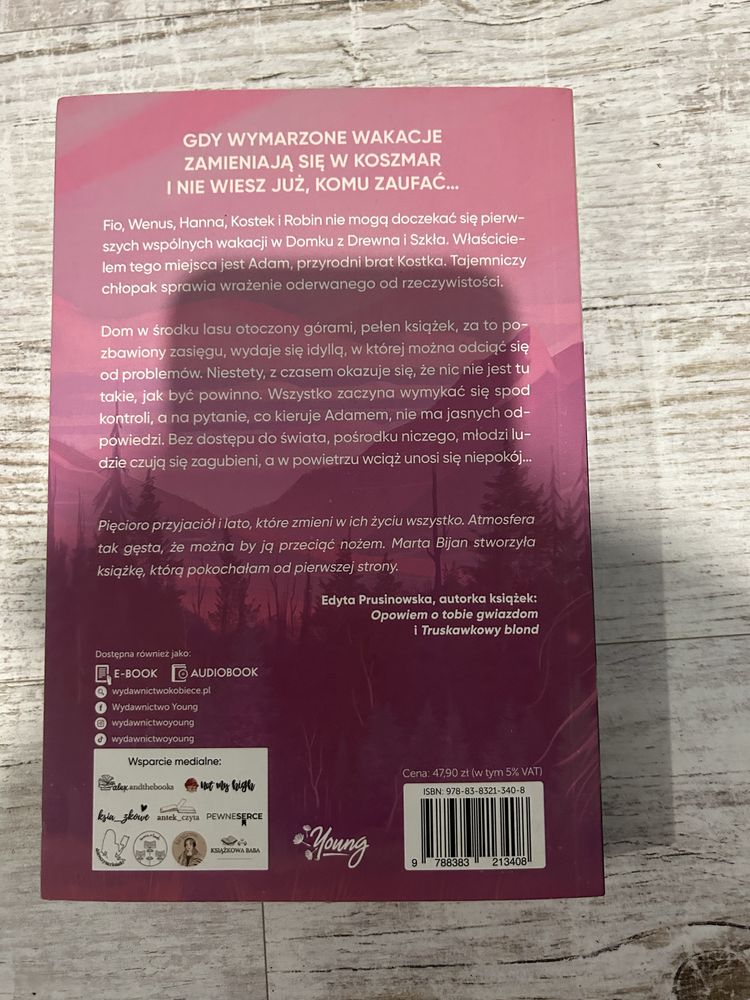 GDY WYMARZONE WAKACJE
ZAMIENIAJĄ SIĘ W KOSZMAR
I NIE WIESZ JUŻ, KOMU ZAUFAĆ...
Fio, Wenus, Hanna, Kostek i Robin nie mogą doczekać się pierw-
szych wspólnych wakacji w Domku z Drewna i Szkła. Właścicie-
lem tego miejsca jest Adam, przyrodni brat Kostka. Tajemniczy
chłopak sprawia wrażenie oderwanego od rzeczywistości.
Dom w środku lasu otoczony górami, pełen książek, za to po-
zbawiony zasięgu, wydaje się idyllą, w której można odciąć się
od problemów. Niestety, z czasem okazuje się, że nic nie jest tu
takie, jak być powinno. Wszystko zaczyna wymykać się spod
kontroli, a na pytanie, co kieruje Adamem, nie ma jasnych od-
powiedzi. Bez dostępu do świata, pośrodku niczego, młodzi lu-
dzie czują się zagubieni, a w powietrzu wciąż unosi się niepokój...
Pięcioro przyjaciół i lato, które zmieni w ich życiu wszystko. Atmosfera
tak gęsta, że można by ją przeciąć nożem. Marta Bijan stworzyła
książkę, którą pokochałam od pierwszej strony.
Edyta Prusinowska, autorka książek:
Opowiem o tobie gwiazdom
i Truskawkowy blond
Dostępna również jako:
E-BOOK AUDIOBOOK
wydawnictwokobiece.pl
Wydawnictwo Young
wydawnictwoyoung
wydawnictwoyoung
Wsparcie medialne:
alex.andthebooks not my high
ksia_zkowe antek_czyta PEWNESERCE
KSIĄŻKOWA BABA
Young
Cena: 47,90 zł (w tym 5% VAT)
ISBN: 978-83-8321-340-8
9 788383 213408